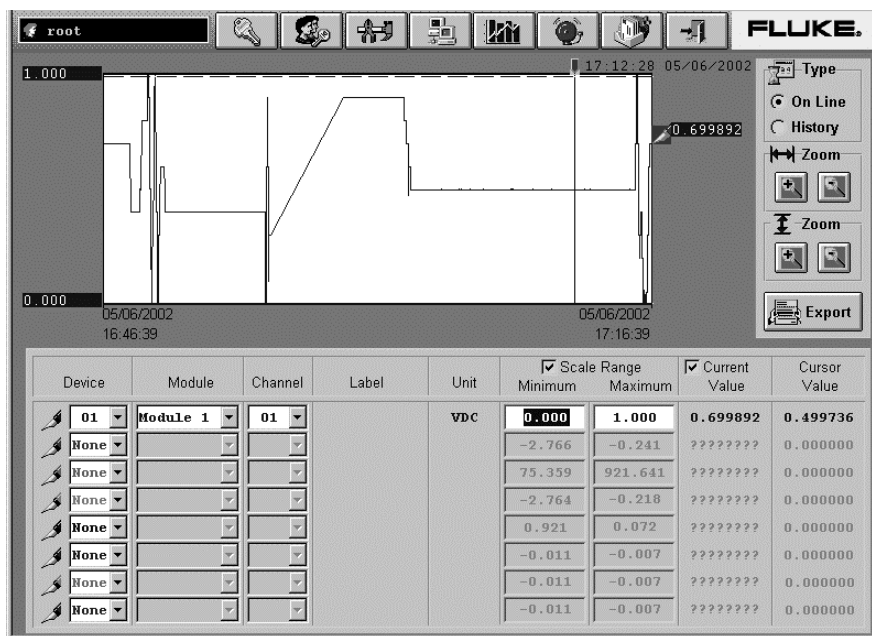 root
FLUKE®
17:12:28 05/06/2002
1.000
0.699892
0.000
05/06/2002
16:46:39
05/06/2002
17:16:39
Type
On Line
History
Zoom
Zoom
Export
Device Module Channel Label Unit Scale Range Minimum Maximum Current Value Cursor Value
01 Module 1 01 VDC 0.000 1.000 0.699892 0.499736
None -2.766 -0.241 ???????? 0.000000
None 75.359 921.641 ???????? 0.000000
None -2.764 -0.218 ???????? 0.000000
None 0.921 0.072 ???????? 0.000000
None -0.011 -0.007 ???????? 0.000000
None -0.011 -0.007 ???????? 0.000000
None -0.011 -0.007 ???????? 0.000000